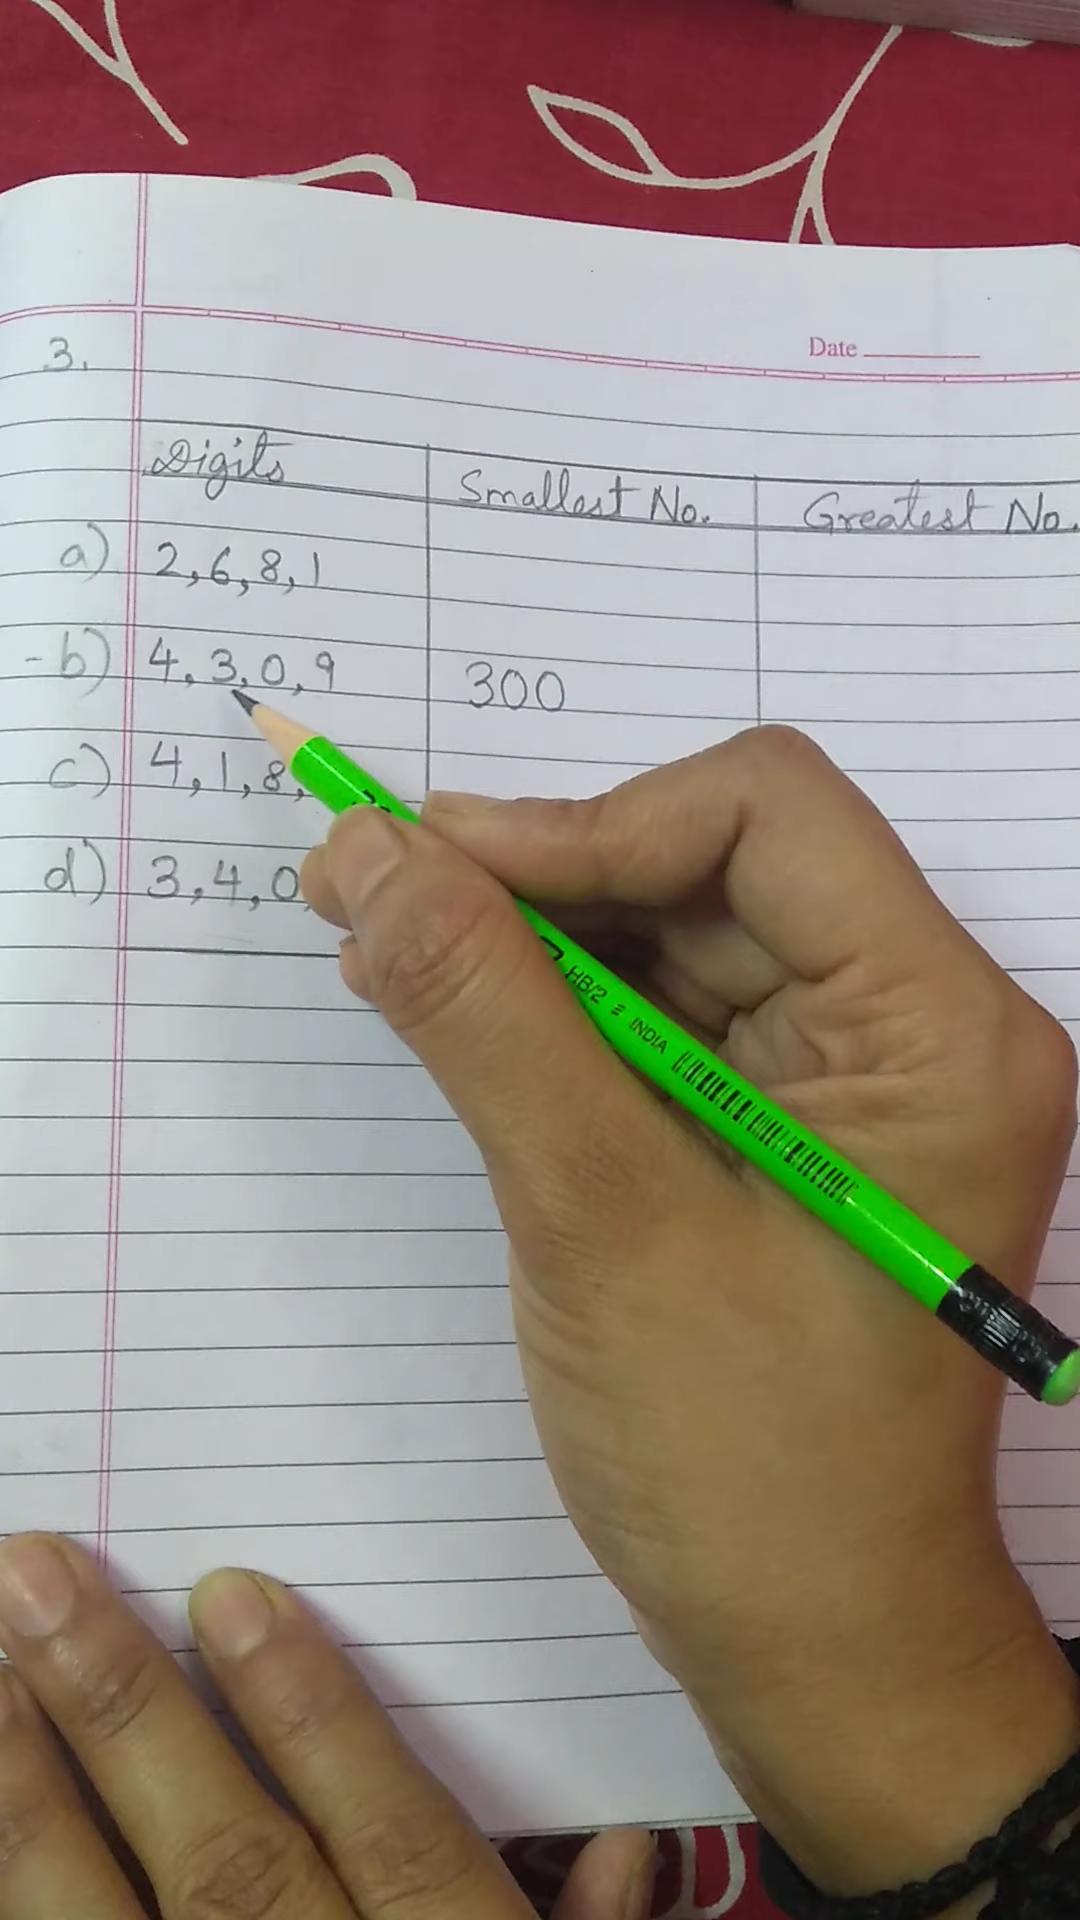 Date
3.
Digits Smallest No. Greatest No.
a) 2,6,8,1
-b) 4,3,0,9 300
c) 4,1,8,
d) 3,4,0
HB/2 = INDIA